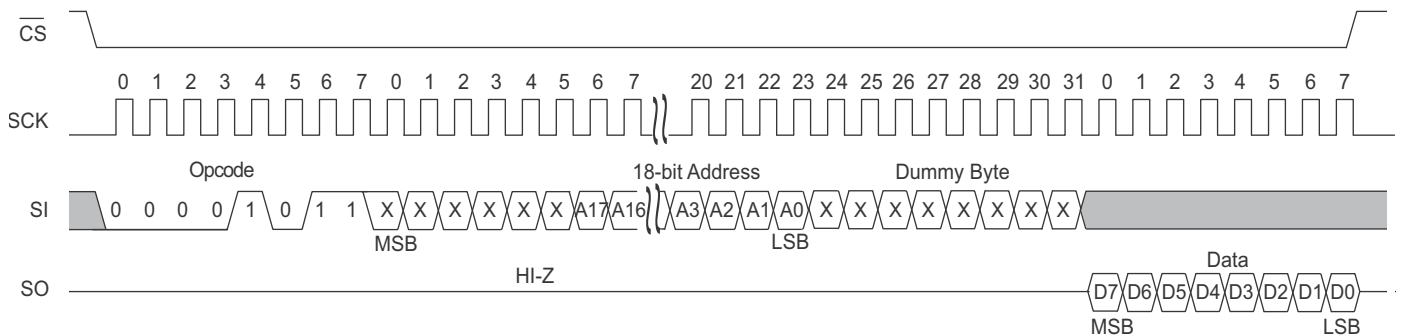 CS
0 1 2 3 4 5 6 7 0 1 2 3 4 5 6 7 20 21 22 23 24 25 26 27 28 29 30 31 0 1 2 3 4 5 6 7
SCK
Opcode 18-bit Address Dummy Byte
SI 0 0 0 0 1 0 1 1 X X X X X X A17 A16 A3 A2 A1 A0 X X X X X X X X
MSB LSB
HI-Z Data
SO D7 D6 D5 D4 D3 D2 D1 D0
MSB LSB